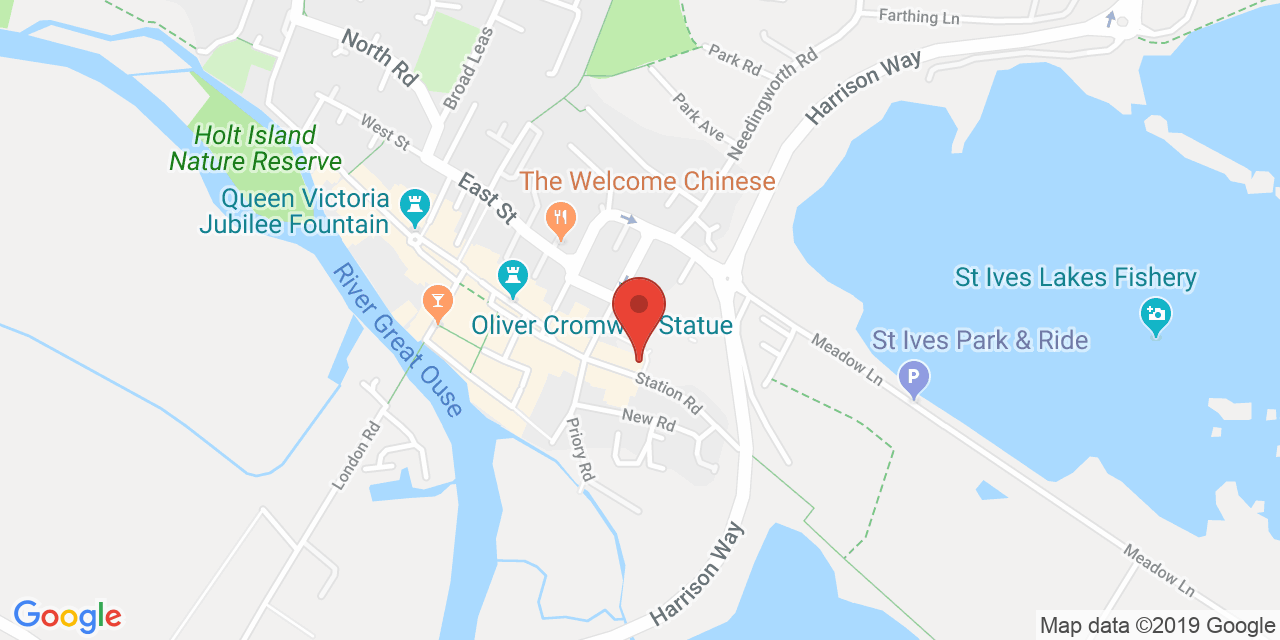 Farthing Ln
North Rd
Broad Leas
Park Rd
Needingworth Rd
Harrison Way
Park Ave
West St
Holt Island
Nature Reserve
The Welcome Chinese
East St
Queen Victoria
Jubilee Fountain
River Great Ouse
St Ives Lakes Fishery
Oliver Cromw Statue
St Ives Park & Ride
P
Meadow Ln
Station Rd
New Rd
Priory Rd
London Rd
Harrison Way
Meadow Ln
Google
Map data ©2019 Google